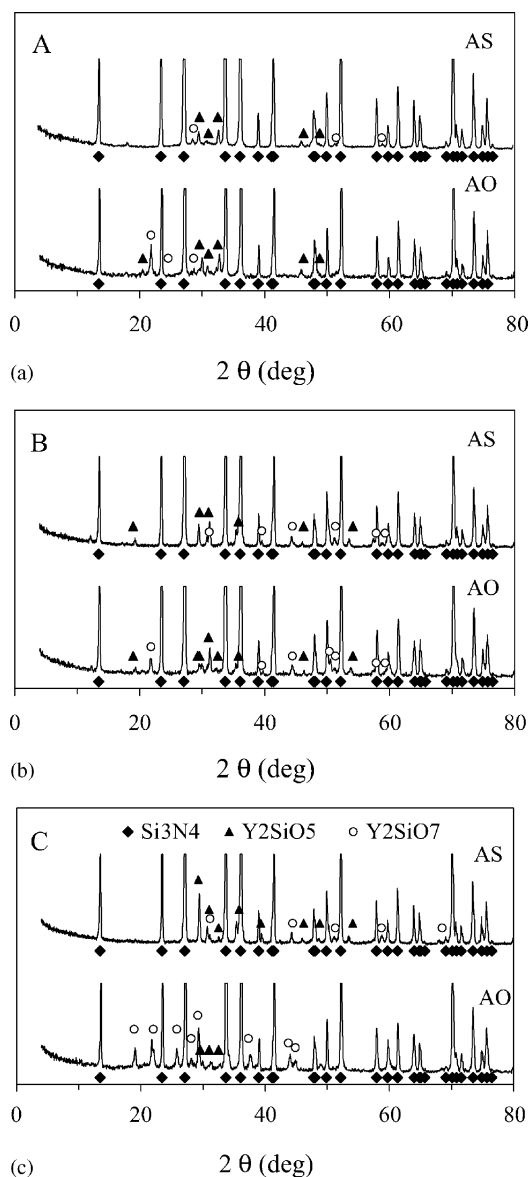 A
AS
AO
0 20 40 60 80
(a) 2 θ (deg)
B
AS
AO
0 20 40 60 80
(b) 2 θ (deg)
C
Si3N4 Y2SiO5 Y2SiO7
AS
AO
0 20 40 60 80
(c) 2 θ (deg)